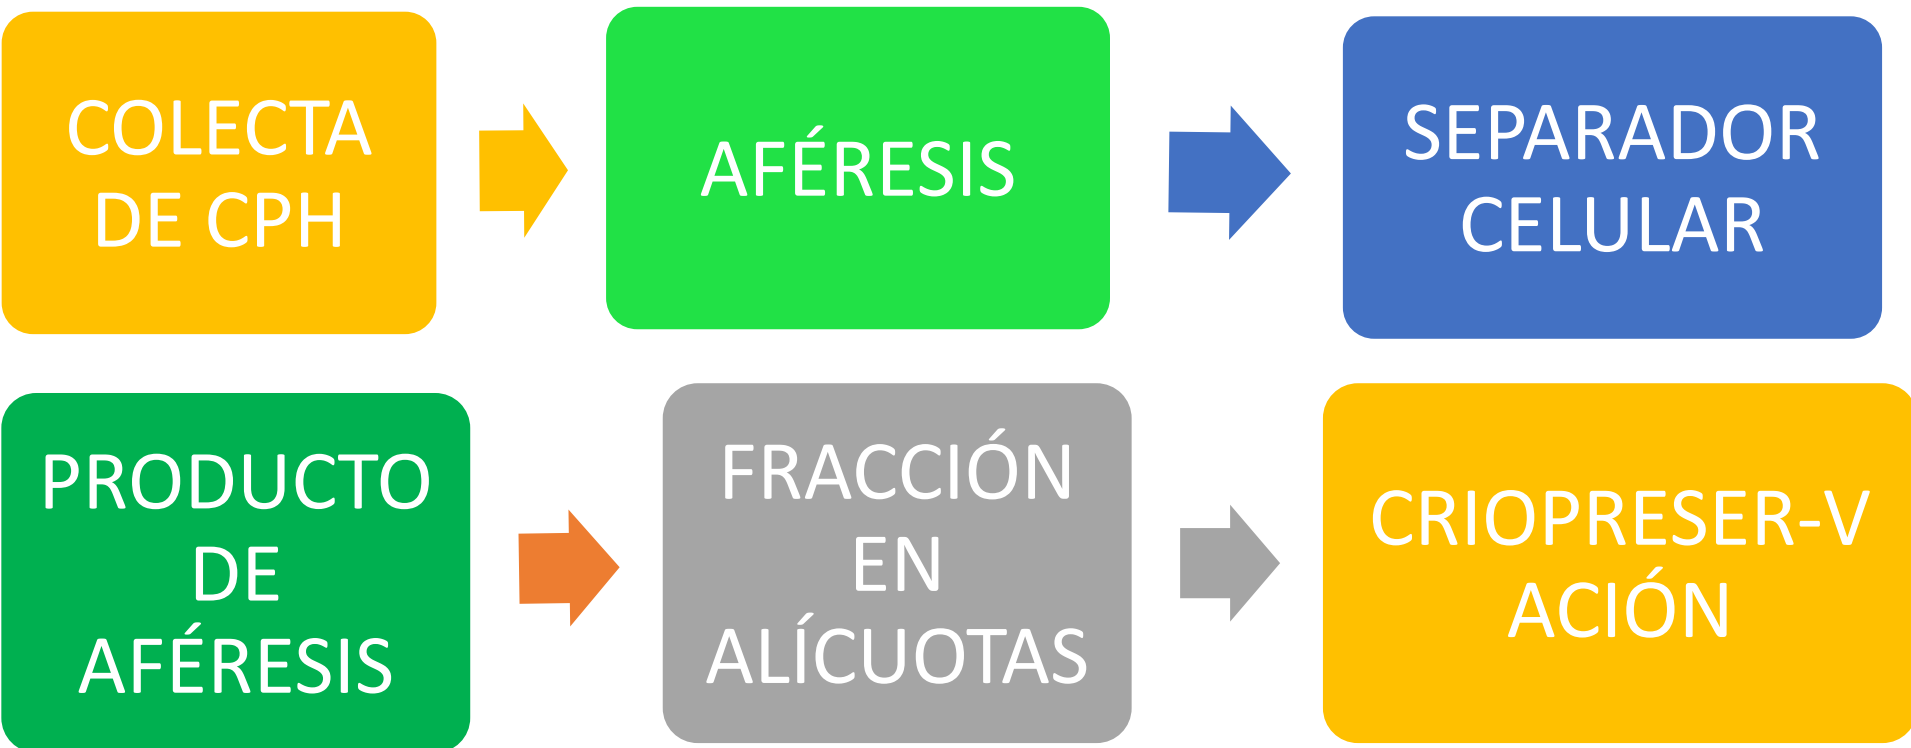 COLECTA
DE CPH
AFÉRESIS
SEPARADOR
CELULAR
PRODUCTO
DE
AFÉRESIS
FRACCIÓN
EN
ALÍCUOTAS
CRIOPRESER-V
ACIÓN